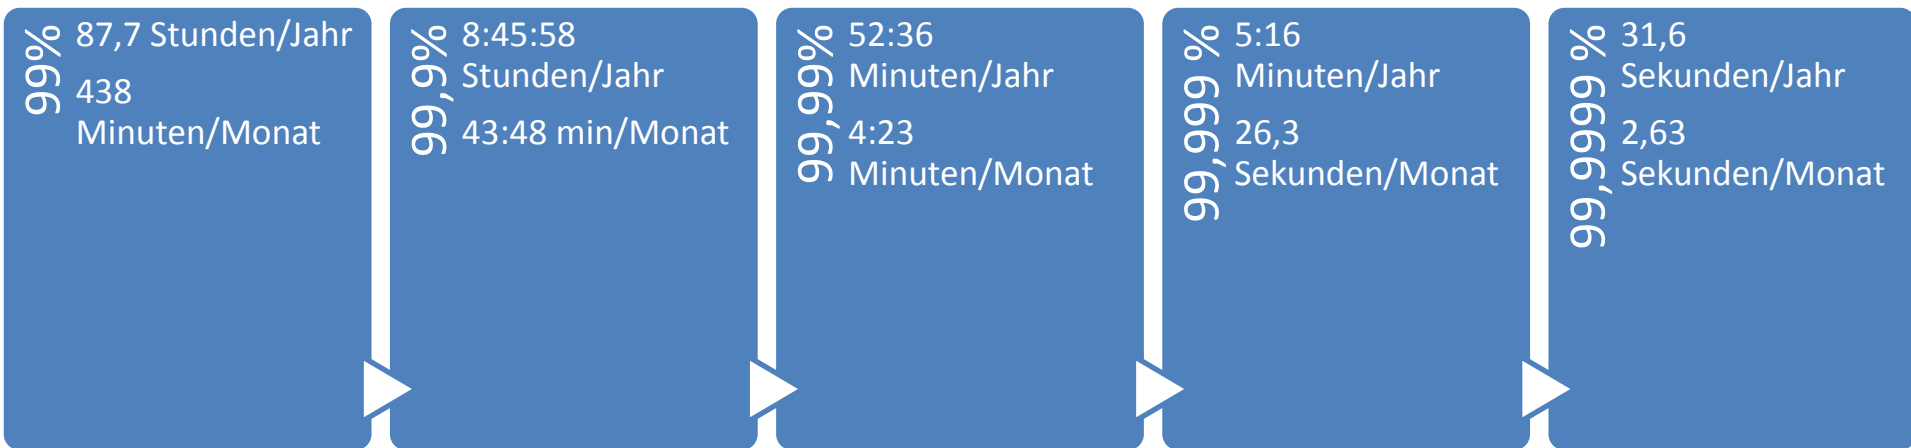 99%
87,7 Stunden/Jahr
438
Minuten/Monat
99,9%
8:45:58
Stunden/Jahr
43:48 min/Monat
99,99%
52:36
Minuten/Jahr
4:23
Minuten/Monat
99,999 %
5:16
Minuten/Jahr
26,3
Sekunden/Monat
99,9999 %
31,6
Sekunden/Jahr
2,63
Sekunden/Monat